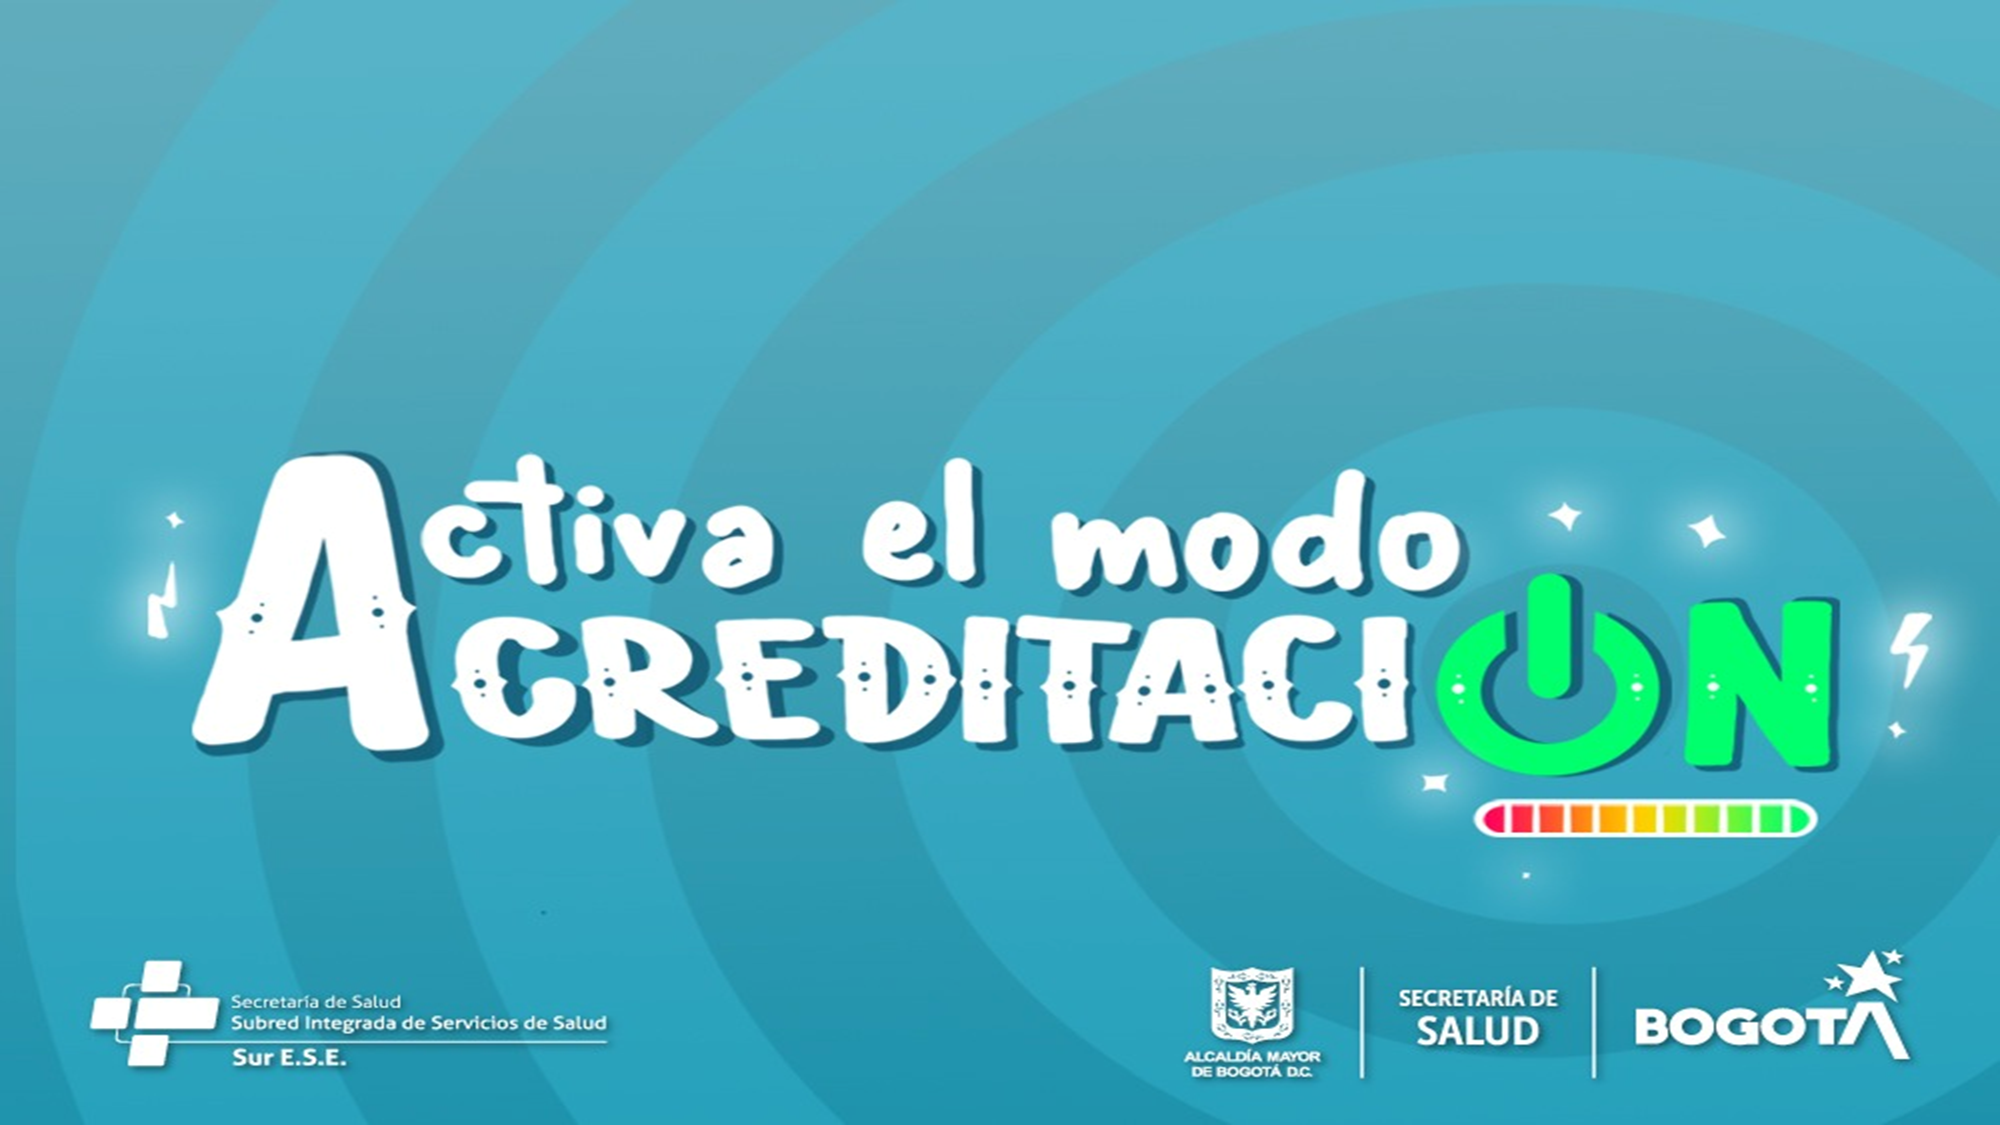 Activa el modo
ACREDITACION
Secretaría de Salud
Subred Integrada de Servicios de Salud
Sur E.S.E.
ALCALDÍA MAYOR
DE BOGOTÁ D.C.
SECRETARÍA DE
SALUD
BOGOTÁ